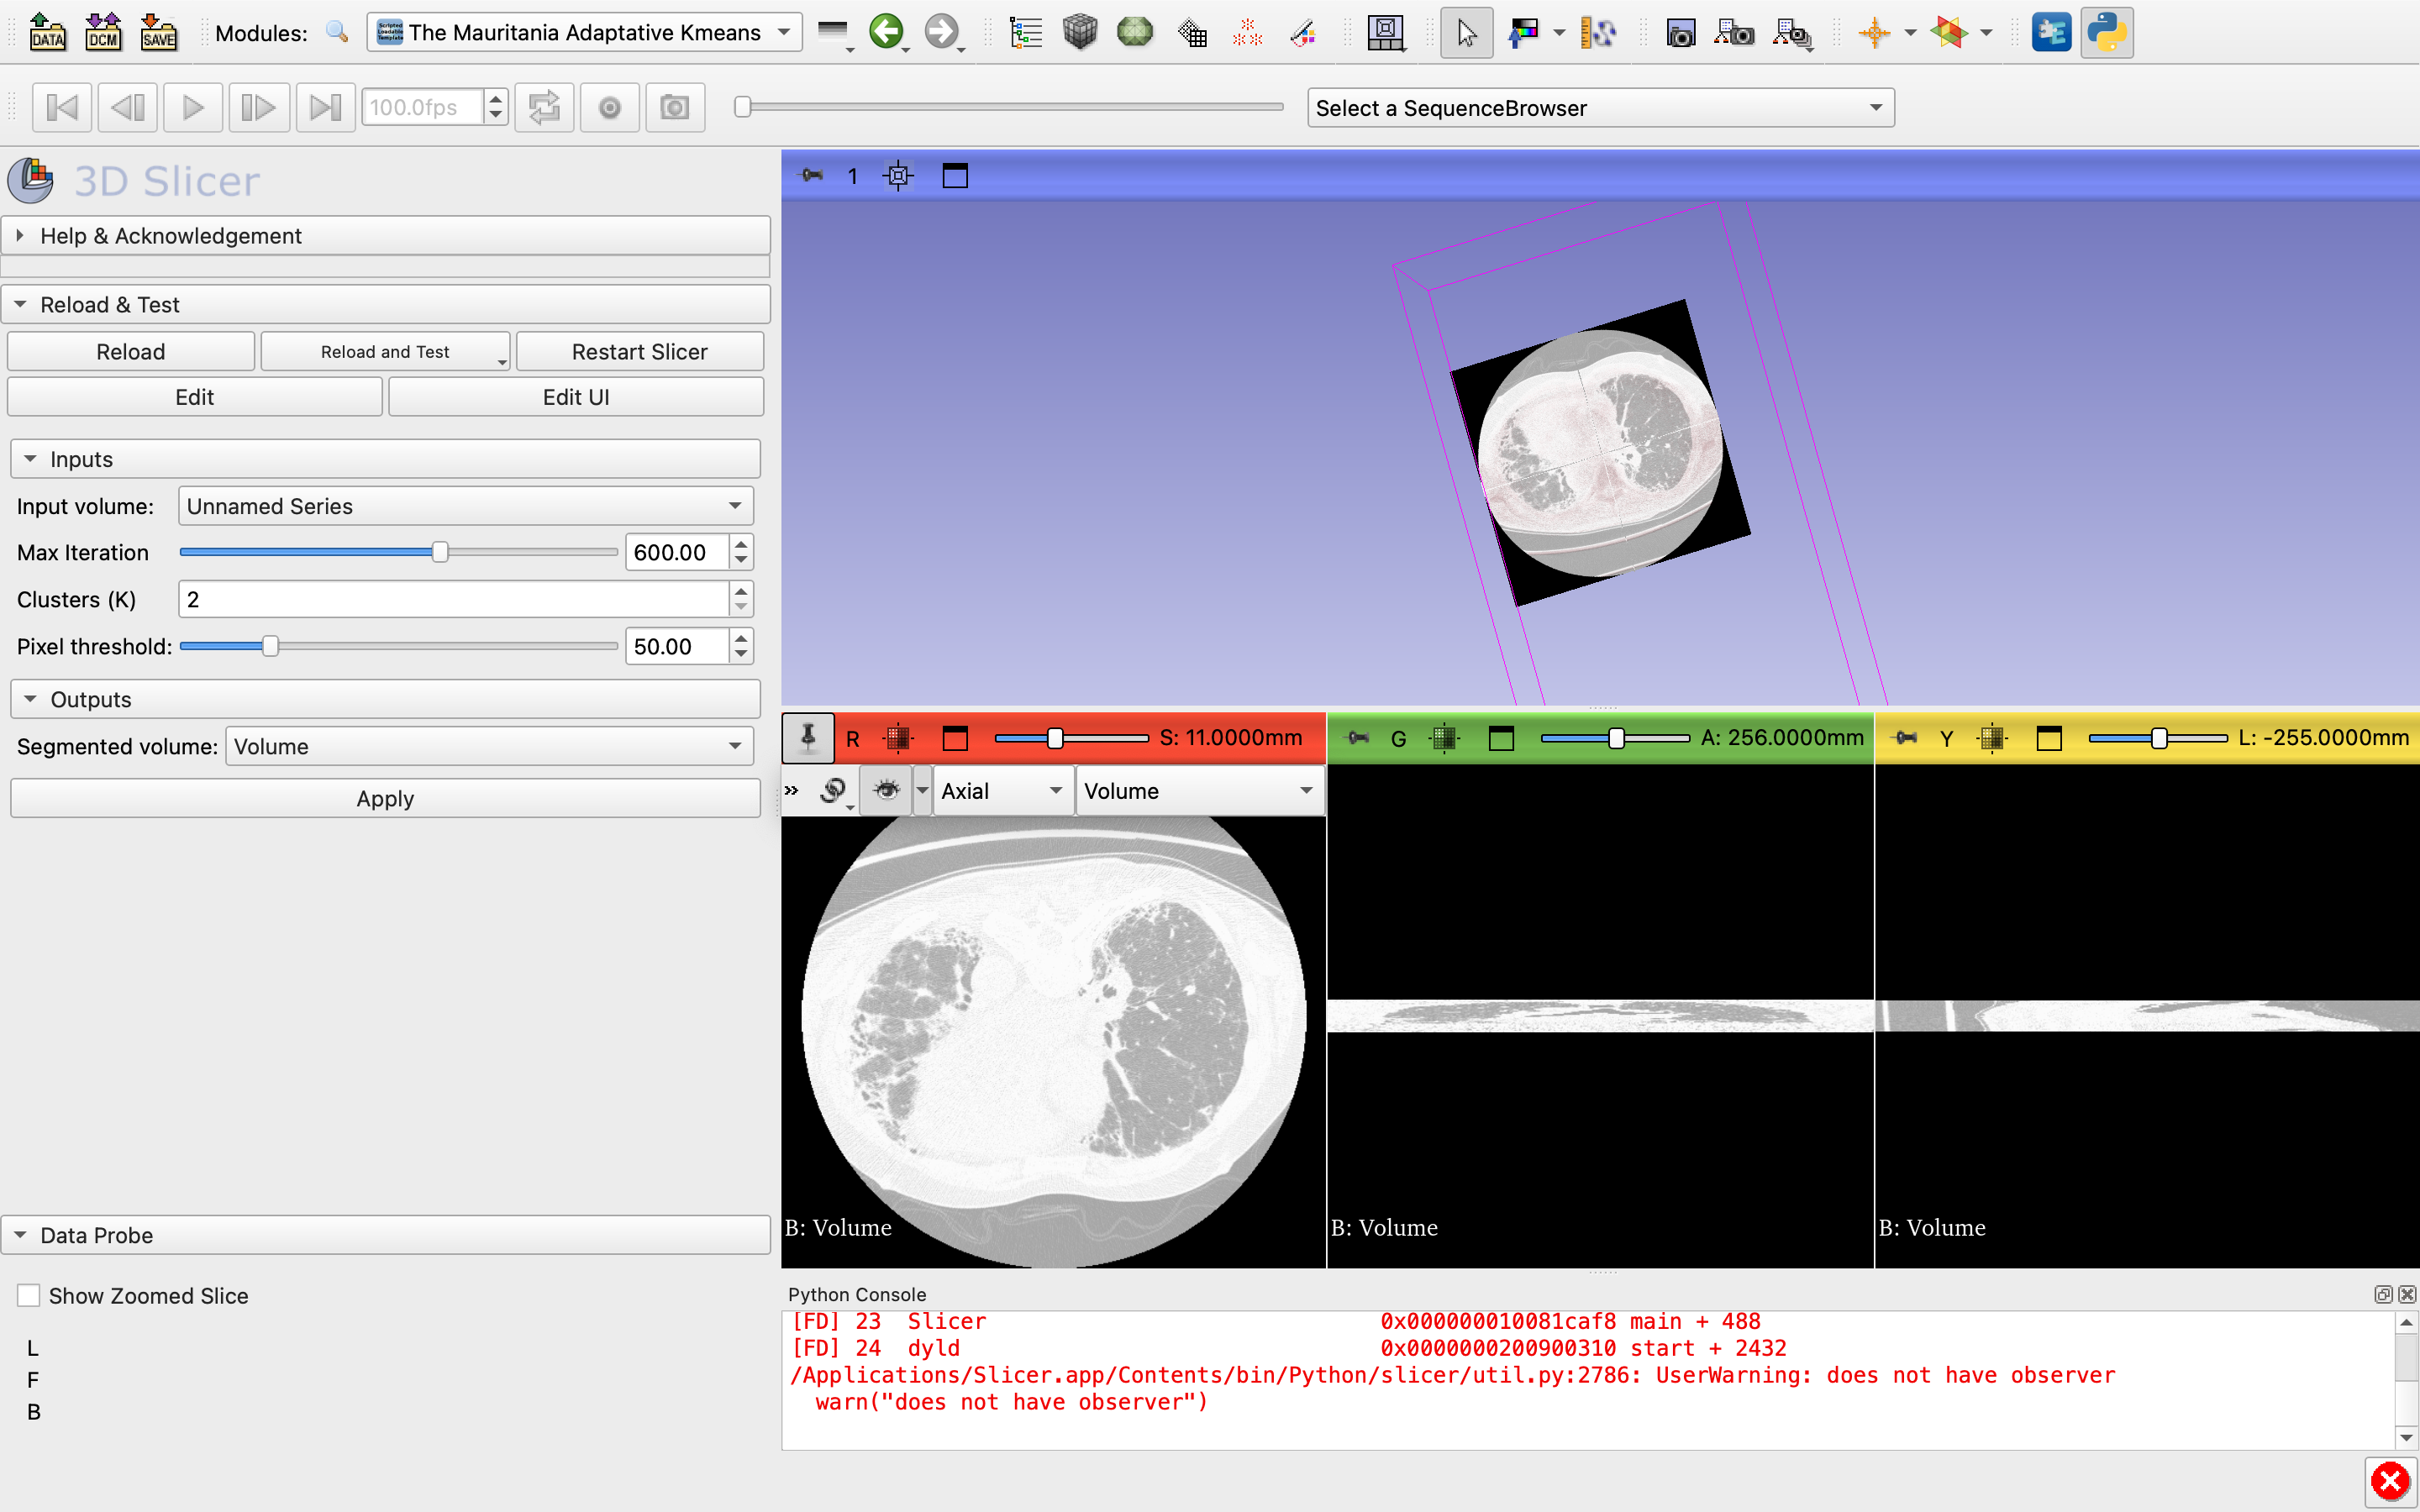 DATA DCM SAVE Modules: The Mauritania Adaptative Kmeans
100.0fps Select a SequenceBrowser
3D Slicer
1
Help & Acknowledgement
Reload & Test
Reload Reload and Test Restart Slicer
Edit Edit UI
Inputs
Input volume: Unnamed Series
Max Iteration 600.00
Clusters (K) 2
Pixel threshold: 50.00
Outputs
Segmented volume: Volume
Apply
R S: 11.0000mm
G A: 256.0000mm
Y L: -255.0000mm
Axial Volume
B: Volume
B: Volume
B: Volume
Data Probe
Show Zoomed Slice
L
F
B
Python Console
[FD] 23 Slicer 0x000000010081caf8 main + 488
[FD] 24 dyld 0x0000000200900310 start + 2432
/Applications/Slicer.app/Contents/bin/Python/slicer/util.py:2786: UserWarning: does not have observer
warn("does not have observer")